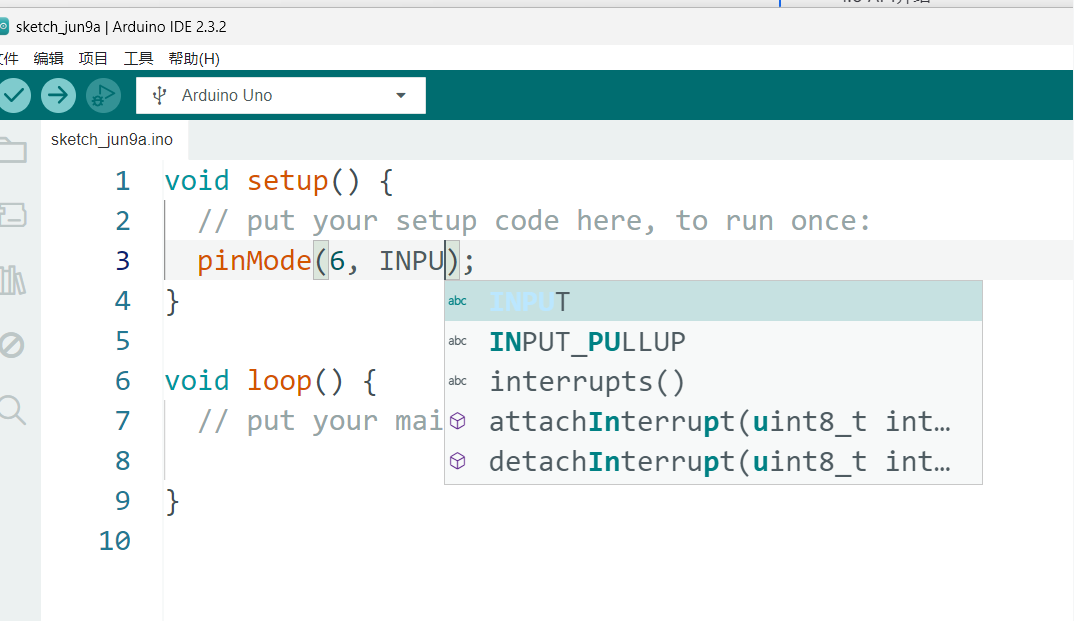 sketch_jun9a | Arduino IDE 2.3.2
文件 编辑 项目 工具 帮助(H)
Arduino Uno
sketch_jun9a.ino
1 void setup() {
2 // put your setup code here, to run once:
3 pinMode(6, INPU);
4 }
abc INPUT
5
abc INPUT_PULLUP
6 void loop() {
abc interrupts()
7 // put your mai
attachInterrupt(uint8_t int…
8
detachInterrupt(uint8_t int…
9 }
10